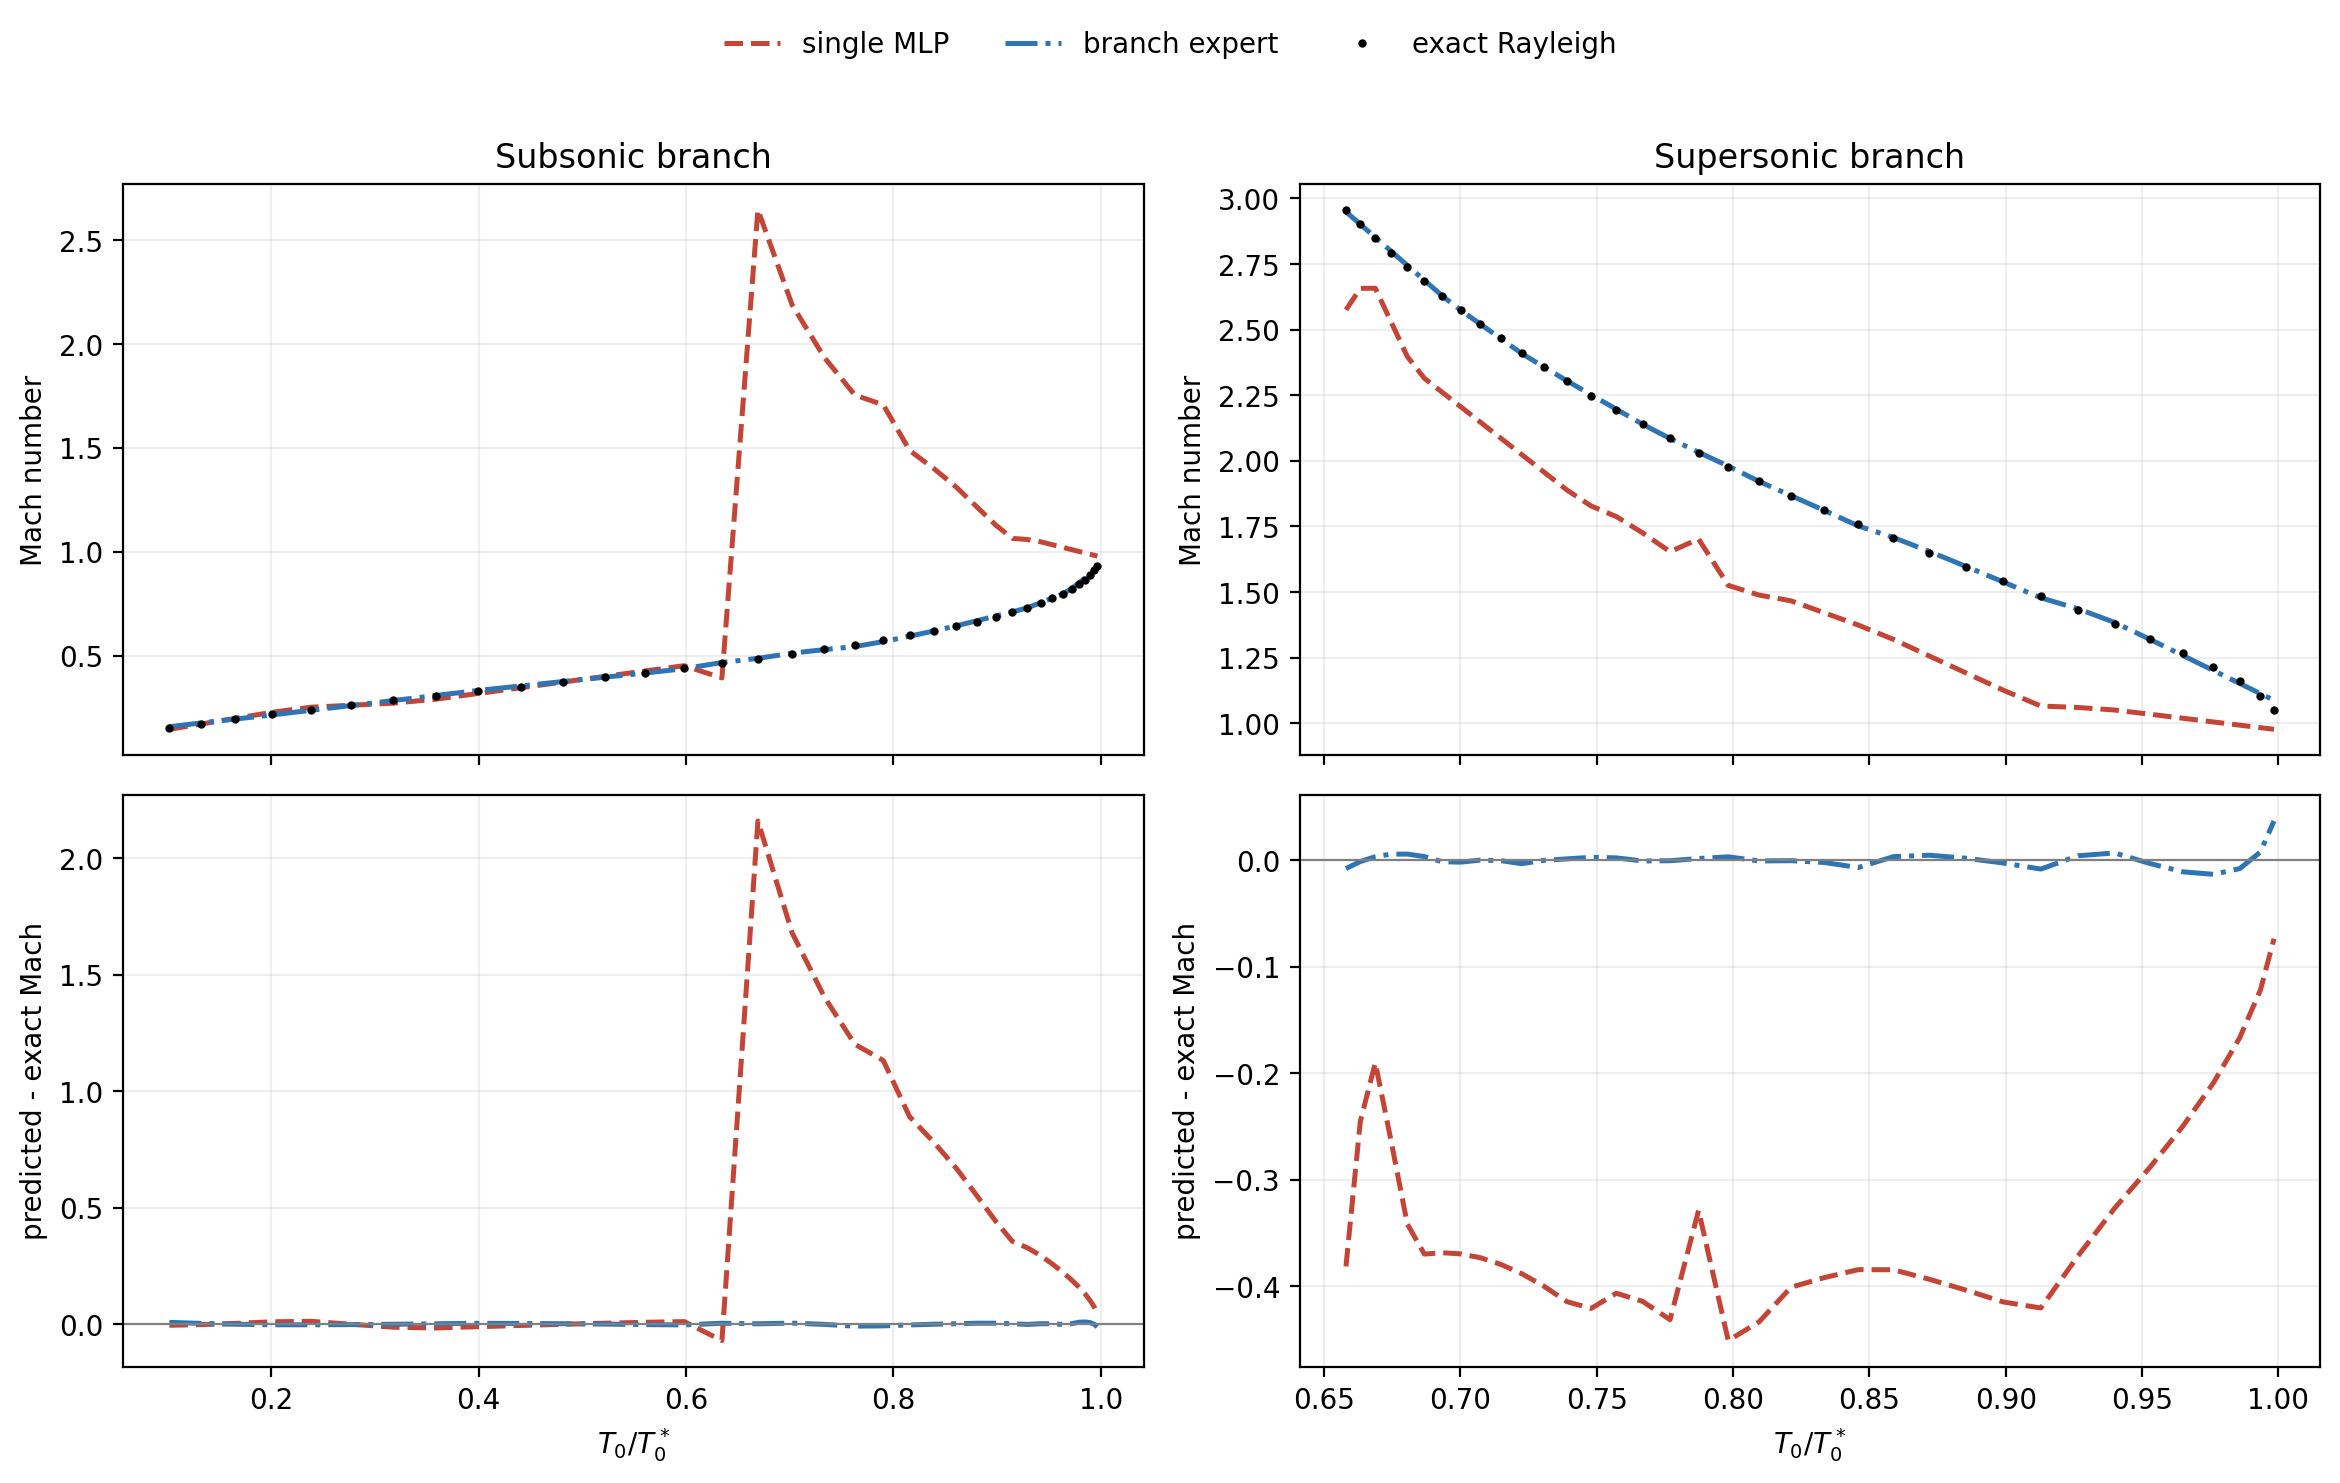 single MLP branch expert exact Rayleigh
Subsonic branch
Mach number
2.5
2.0
1.5
1.0
0.5
Supersonic branch
Mach number
3.00
2.75
2.50
2.25
2.00
1.75
1.50
1.25
1.00
predicted - exact Mach
2.0
1.5
1.0
0.5
0.0
0.2 0.4 0.6 0.8 1.0
T₀/T₀*
predicted - exact Mach
0.0
−0.1
−0.2
−0.3
−0.4
0.65 0.70 0.75 0.80 0.85 0.90 0.95 1.00
T₀/T₀*